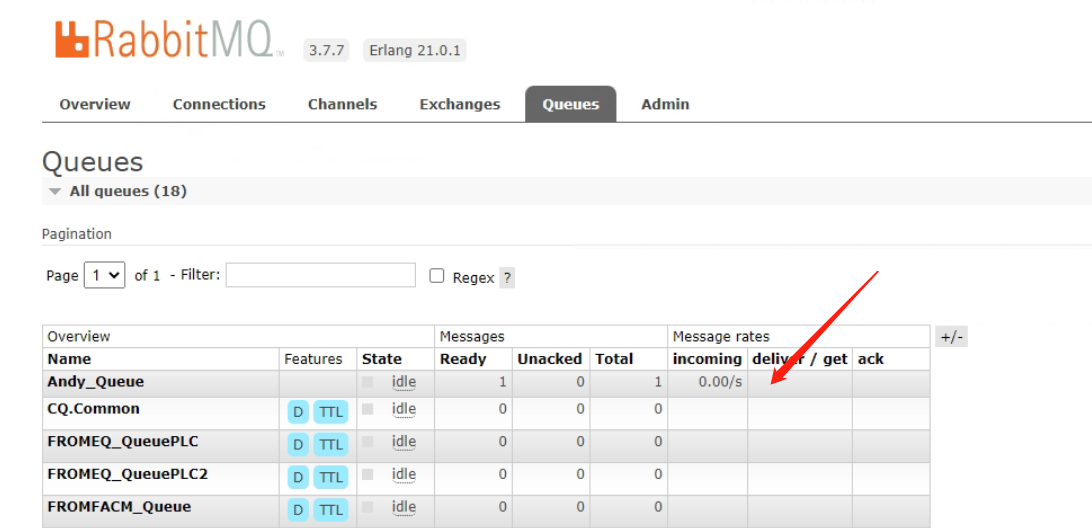 RabbitMQ TM 3.7.7 Erlang 21.0.1
Overview Connections Channels Exchanges Queues Admin
Queues
All queues (18)
Pagination
Page 1 of 1 - Filter: Regex ?
Overview Messages Message rates +/-
Name Features State Ready Unacked Total incoming deliver / get ack
Andy_Queue idle 1 0 1 0.00/s
CQ.Common D TTL idle 0 0 0
FROMEQ_QueuePLC D TTL idle 0 0 0
FROMEQ_QueuePLC2 D TTL idle 0 0 0
FROMFACM_Queue D TTL idle 0 0 0